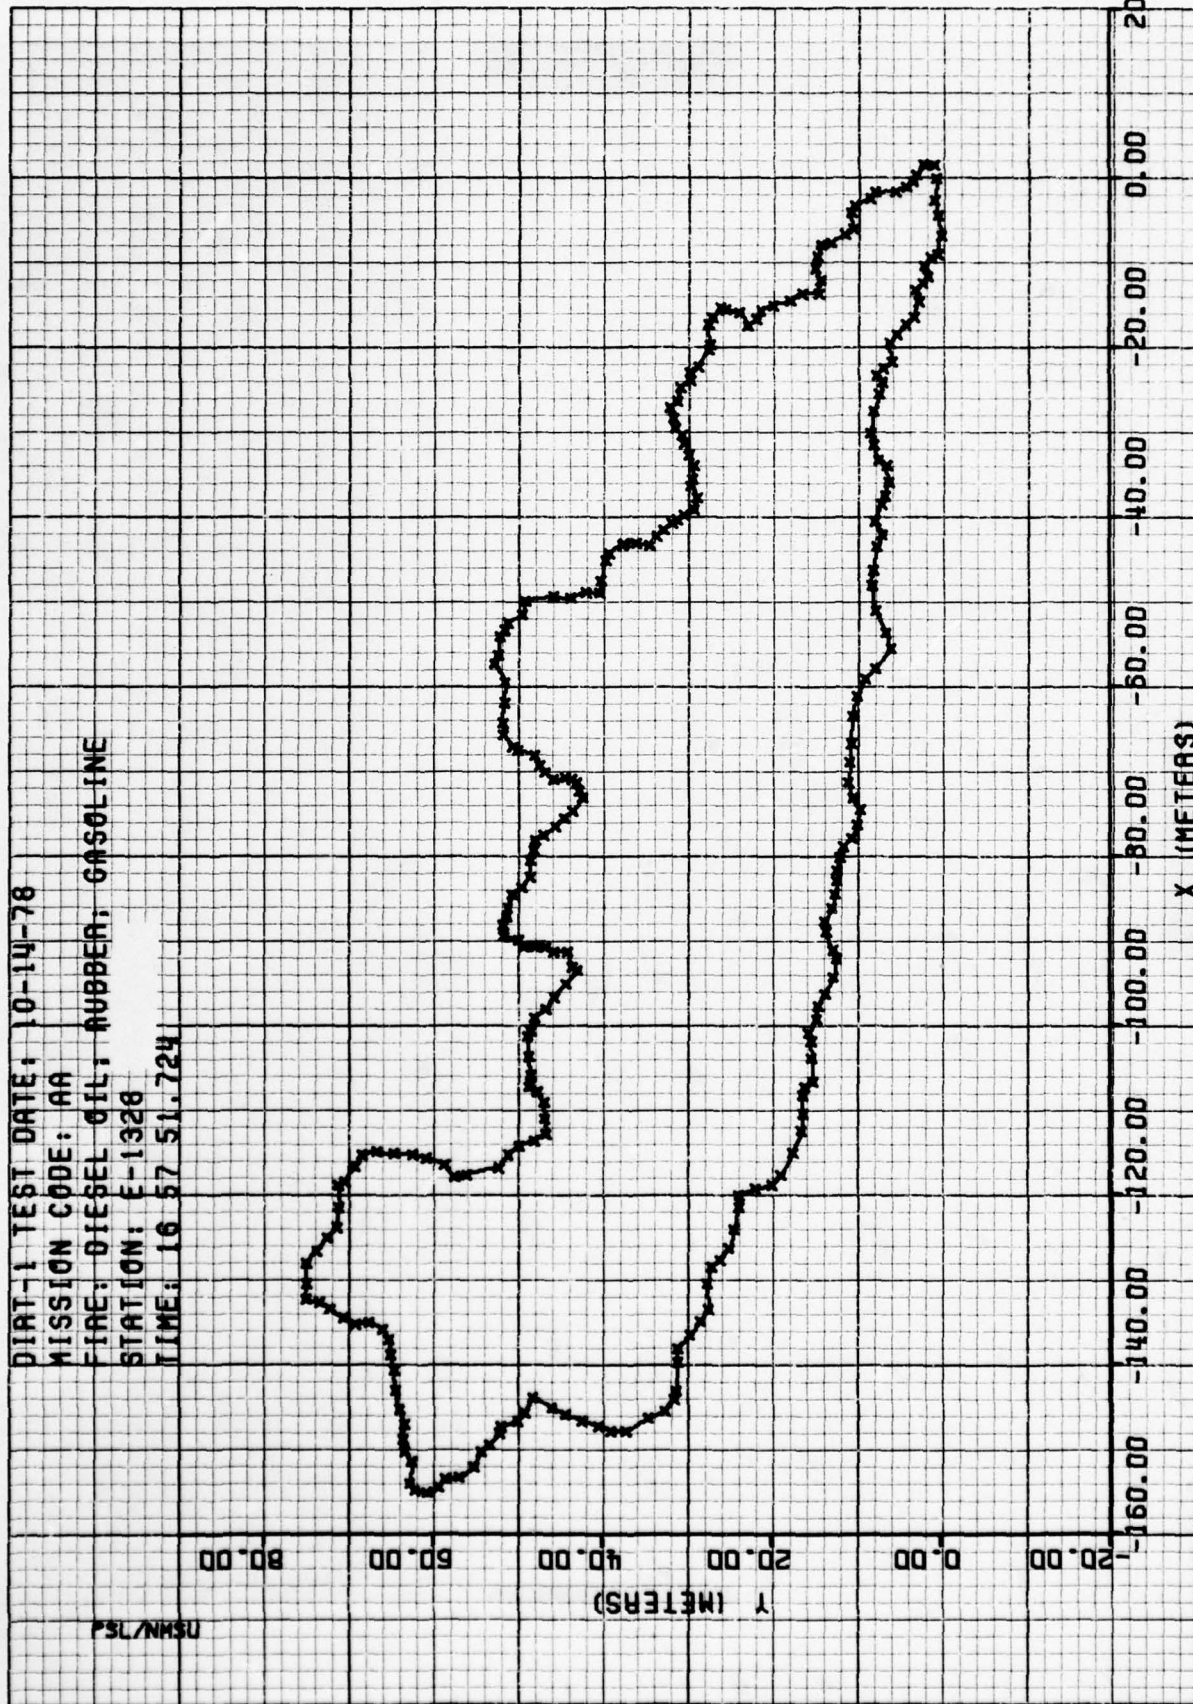 DIRT-1 TEST DATE: 10-14-78
MISSION CODE: AA
FIRE: DIESEL OIL; RUBBER; GASOLINE
STATION: E-1328
TIME: 16 57 51.724
PSL/NMSU
Y (METERS)
80.00
60.00
40.00
20.00
0.00
-20.00
-160.00 -140.00 -120.00 -100.00 -80.00 -60.00 -40.00 -20.00 0.00 20
X (METERS)